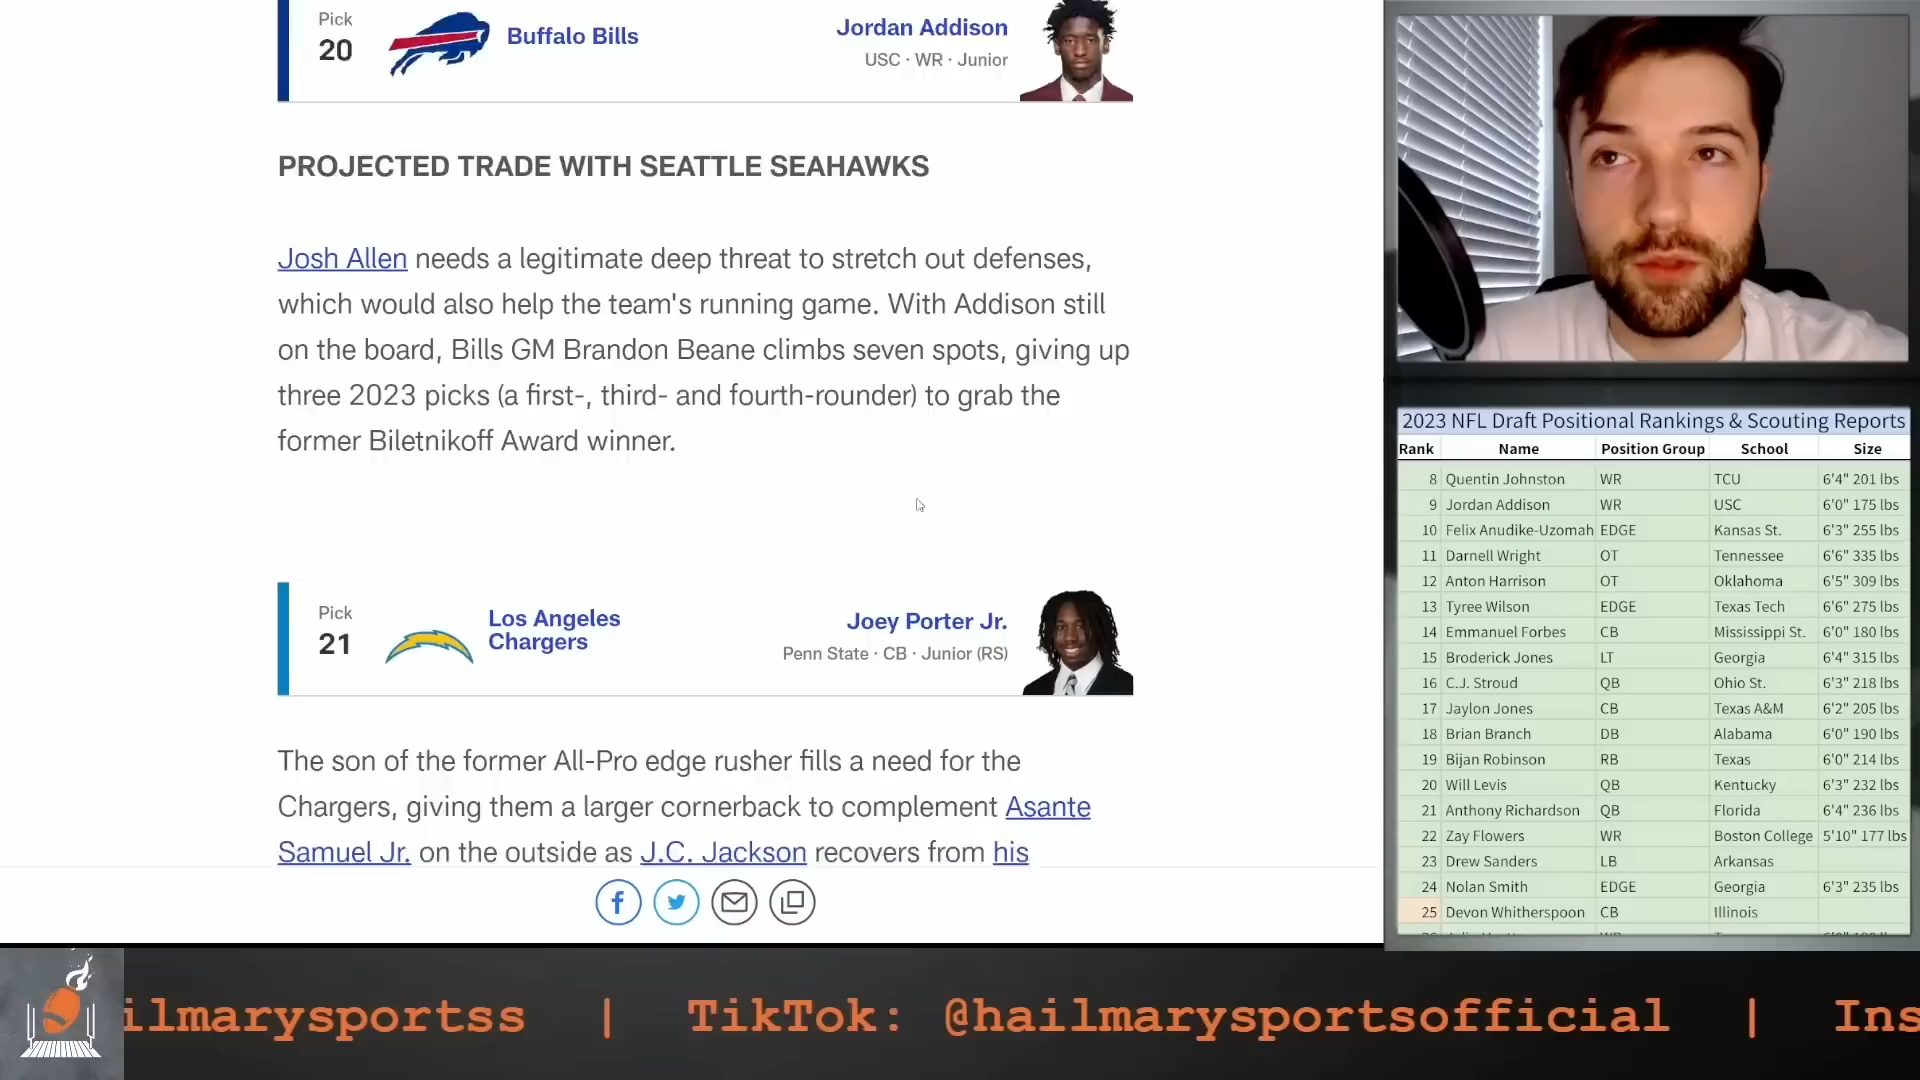 Pick
20
Buffalo Bills
Jordan Addison
USC · WR · Junior
PROJECTED TRADE WITH SEATTLE SEAHAWKS
Josh Allen needs a legitimate deep threat to stretch out defenses,
which would also help the team's running game. With Addison still
on the board, Bills GM Brandon Beane climbs seven spots, giving up
three 2023 picks (a first-, third- and fourth-rounder) to grab the
former Biletnikoff Award winner.
Pick
21
Los Angeles
Chargers
Joey Porter Jr.
Penn State · CB · Junior (RS)
The son of the former All-Pro edge rusher fills a need for the
Chargers, giving them a larger cornerback to complement Asante
Samuel Jr. on the outside as J.C. Jackson recovers from his
2023 NFL Draft Positional Rankings & Scouting Reports
Rank Name Position Group School Size
8 Quentin Johnston WR TCU 6'4" 201 lbs
9 Jordan Addison WR USC 6'0" 175 lbs
10 Felix Anudike-Uzomah EDGE Kansas St. 6'3" 255 lbs
11 Darnell Wright OT Tennessee 6'6" 335 lbs
12 Anton Harrison OT Oklahoma 6'5" 309 lbs
13 Tyree Wilson EDGE Texas Tech 6'6" 275 lbs
14 Emmanuel Forbes CB Mississippi St. 6'0" 180 lbs
15 Broderick Jones LT Georgia 6'4" 315 lbs
16 C.J. Stroud QB Ohio St. 6'3" 218 lbs
17 Jaylon Jones CB Texas A&M 6'2" 205 lbs
18 Brian Branch DB Alabama 6'0" 190 lbs
19 Bijan Robinson RB Texas 6'0" 214 lbs
20 Will Levis QB Kentucky 6'3" 232 lbs
21 Anthony Richardson QB Florida 6'4" 236 lbs
22 Zay Flowers WR Boston College 5'10" 177 lbs
23 Drew Sanders LB Arkansas
24 Nolan Smith EDGE Georgia 6'3" 235 lbs
25 Devon Whitherspoon CB Illinois
ilmarysportss | TikTok: @hailmarysportsofficial | Ins